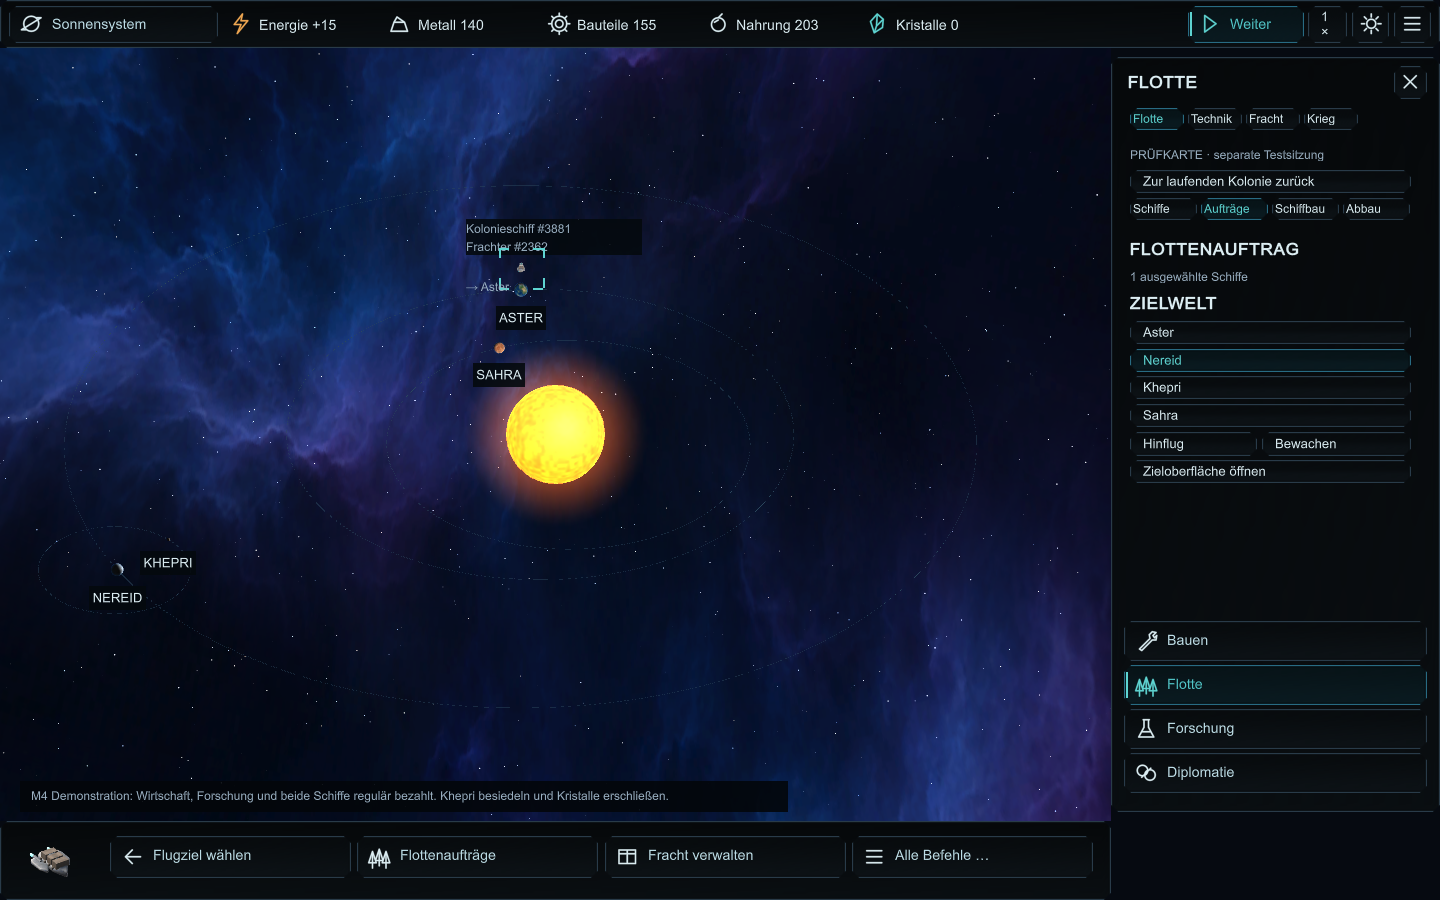 Sonnensystem
Energie +15
Metall 140
Bauteile 155
Nahrung 203
Kristalle 0
Weiter
1
×
FLOTTE
Flotte
Technik
Fracht
Krieg
PRÜFKARTE · separate Testsitzung
Zur laufenden Kolonie zurück
Schiffe
Aufträge
Schiffbau
Abbau
FLOTTENAUFTRAG
1 ausgewählte Schiffe
ZIELWELT
Aster
Nereid
Khepri
Sahra
Hinflug
Bewachen
Zieloberfläche öffnen
Kolonieschiff #3881
Frachter #2362
→ Aster
ASTER
SAHRA
KHEPRI
NEREID
Bauen
Flotte
Forschung
Diplomatie
M4 Demonstration: Wirtschaft, Forschung und beide Schiffe regulär bezahlt. Khepri besiedeln und Kristalle erschließen.
Flugziel wählen
Flottenaufträge
Fracht verwalten
Alle Befehle …